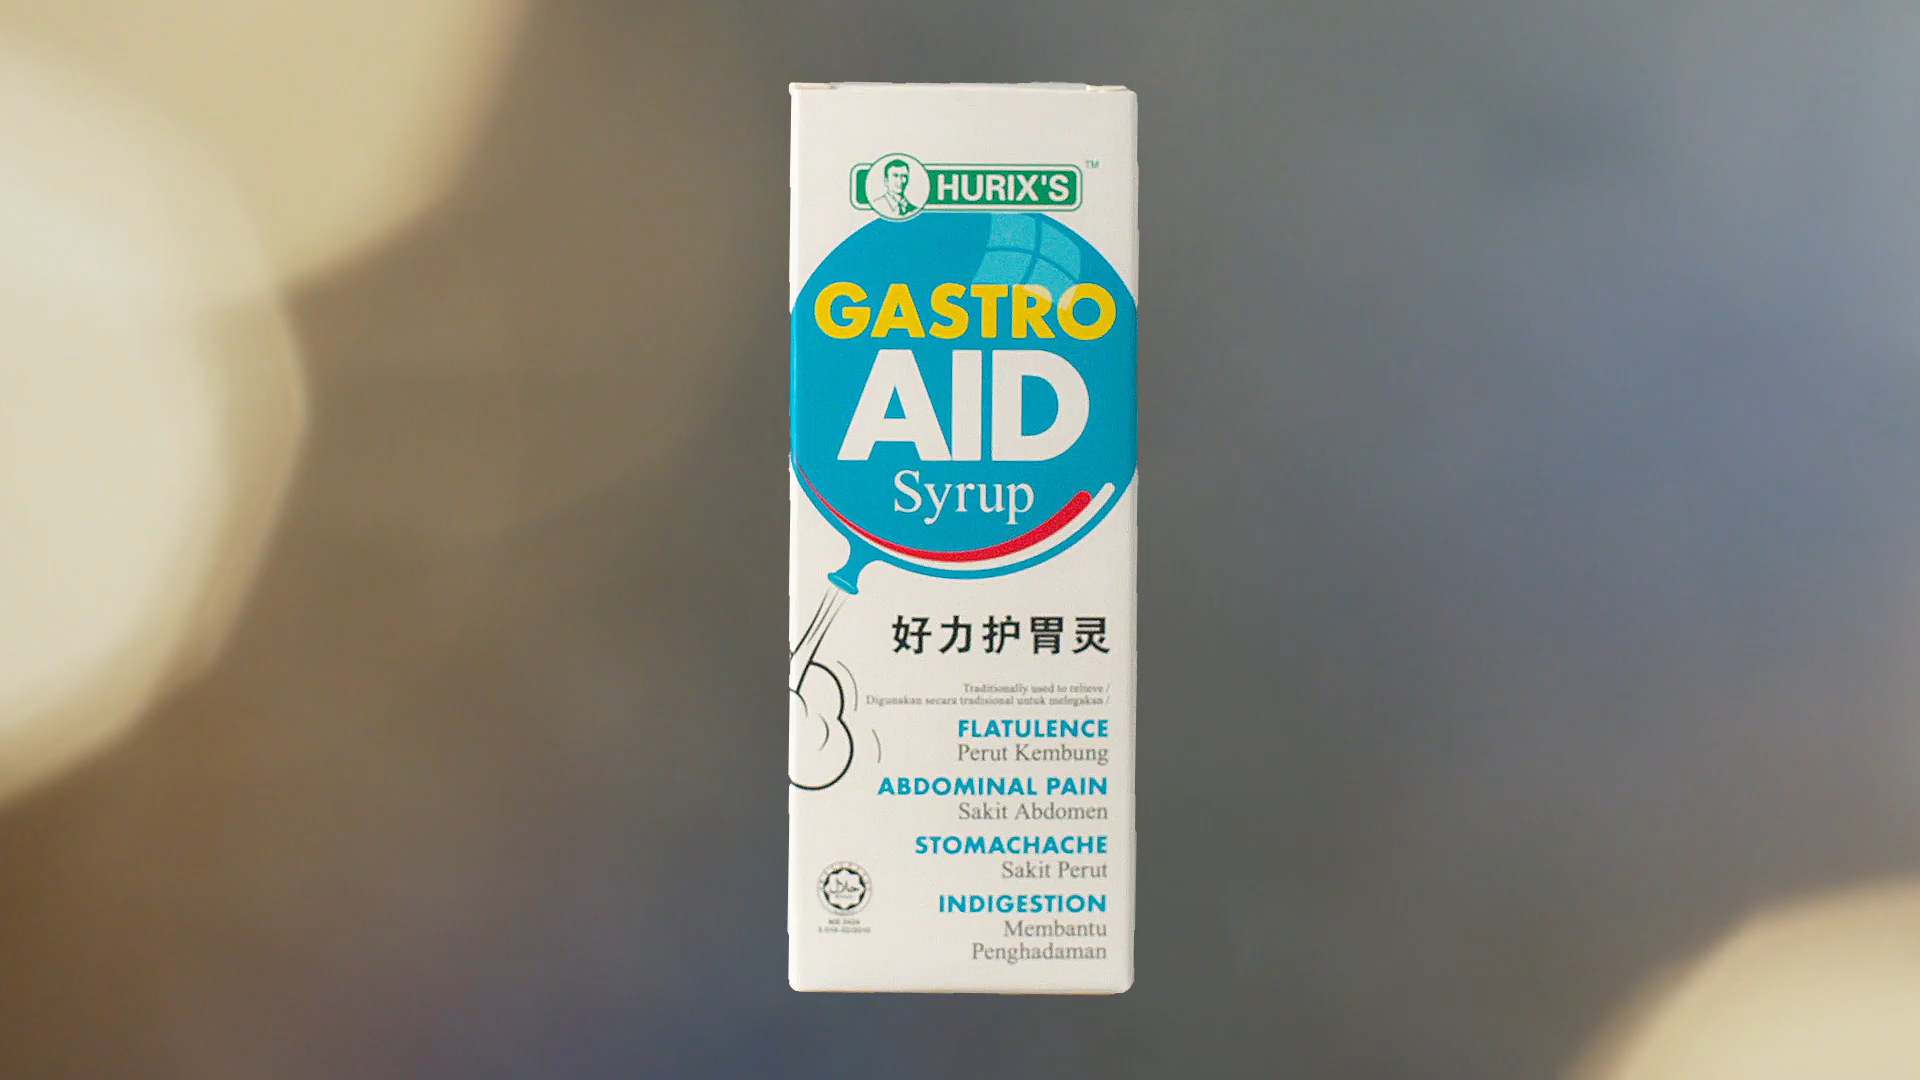 HURIX'S
TM
GASTRO
AID
Syrup
好力护胃灵
Traditionally used to relieve /
Digunakan secara tradisional untuk melegakan /
FLATULENCE
Perut Kembung
ABDOMINAL PAIN
Sakit Abdomen
STOMACHACHE
Sakit Perut
INDIGESTION
Membantu
Penghadaman